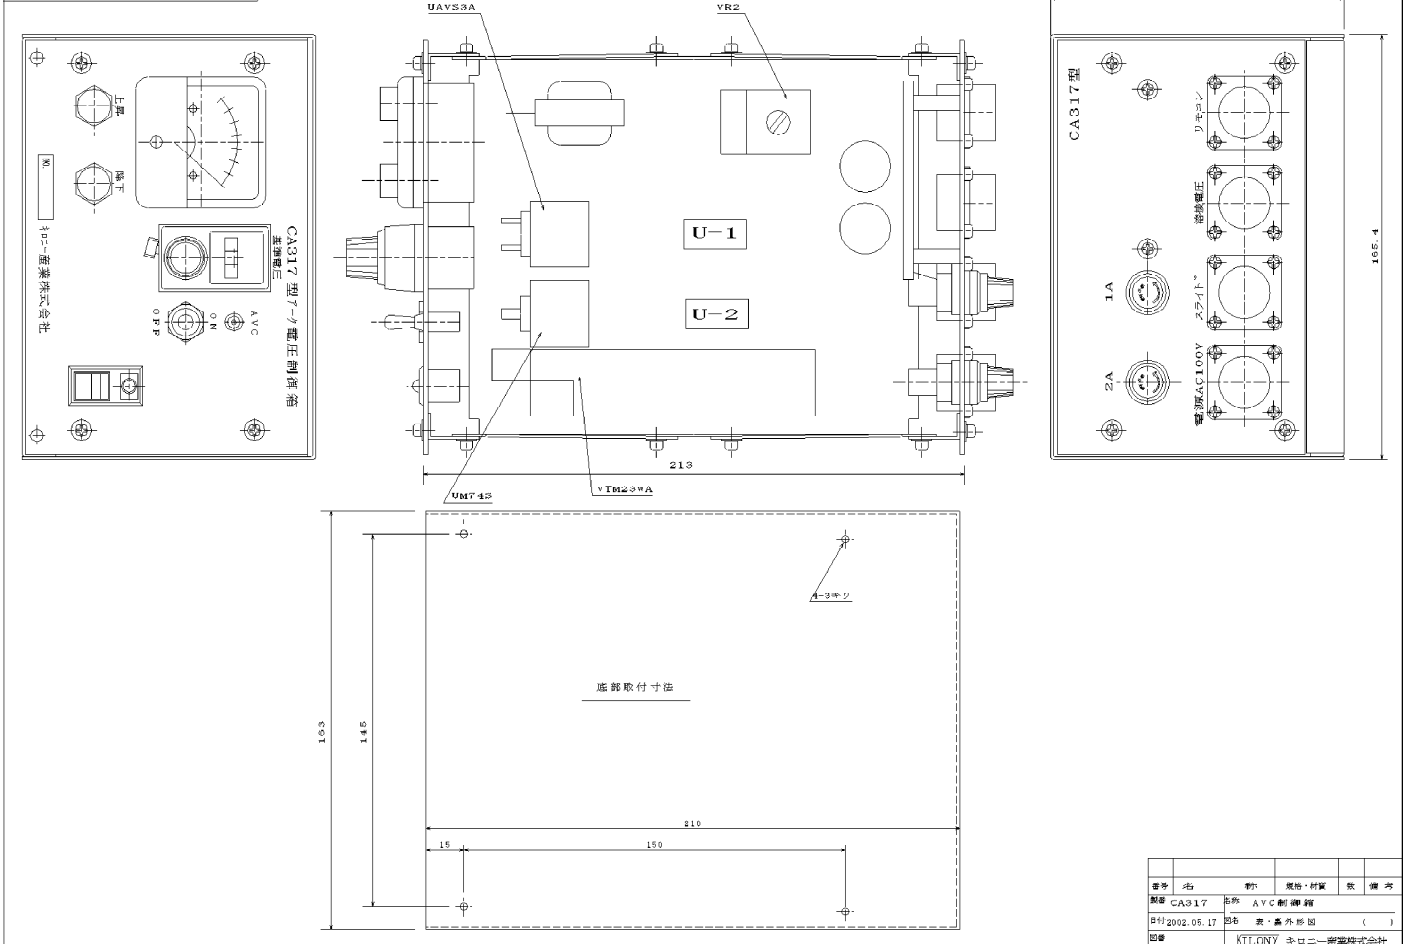 UAVS3A
VR2
上昇
降下
NO.
キロニー産業株式会社
CA317型アーク電圧制御箱
基準電圧
AVC
ON
OFF
U-1
U-2
213
UM743
CA317型
リモコン
溶接電圧
スライド
電源AC100V
1A
2A
165.4
163
145
4-3キリ
底部取付寸法
210
15
150
番号 名 称 規格・材質 数 備考
製番 CA317 名称 AVC制御箱
日付 2002.05.17 図名 表・裏外形図 ( )
図番 KILONY キロニー産業株式会社